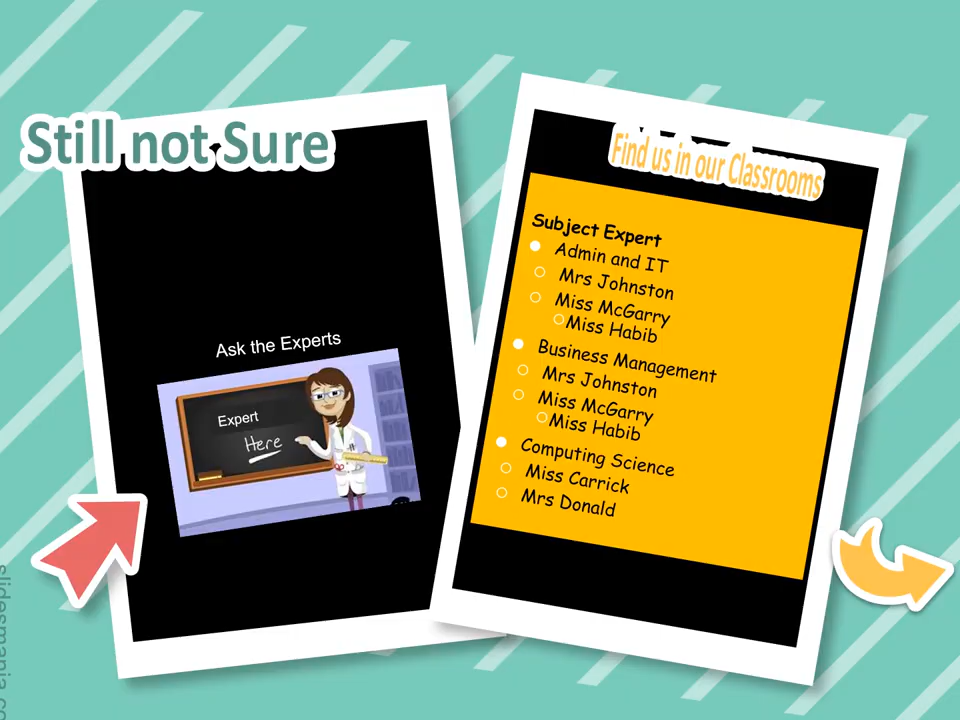 Still not Sure
Ask the Experts
Expert
Here
Find us in our Classrooms
Subject Expert
Admin and IT
Mrs Johnston
Miss McGarry
Miss Habib
Business Management
Mrs Johnston
Miss McGarry
Miss Habib
Computing Science
Miss Carrick
Mrs Donald